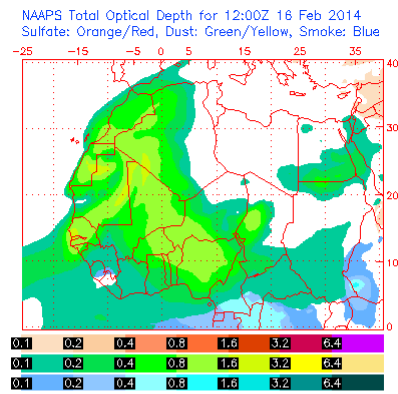 NAAPS Total Optical Depth for 12:00Z 16 Feb 2014
Sulfate: Orange/Red, Dust: Green/Yellow, Smoke: Blue
-25 -15 -5 0 5 15 25 35
40
30
20
10
0
0.1 0.2 0.4 0.8 1.6 3.2 6.4
0.1 0.2 0.4 0.8 1.6 3.2 6.4
0.1 0.2 0.4 0.8 1.6 3.2 6.4